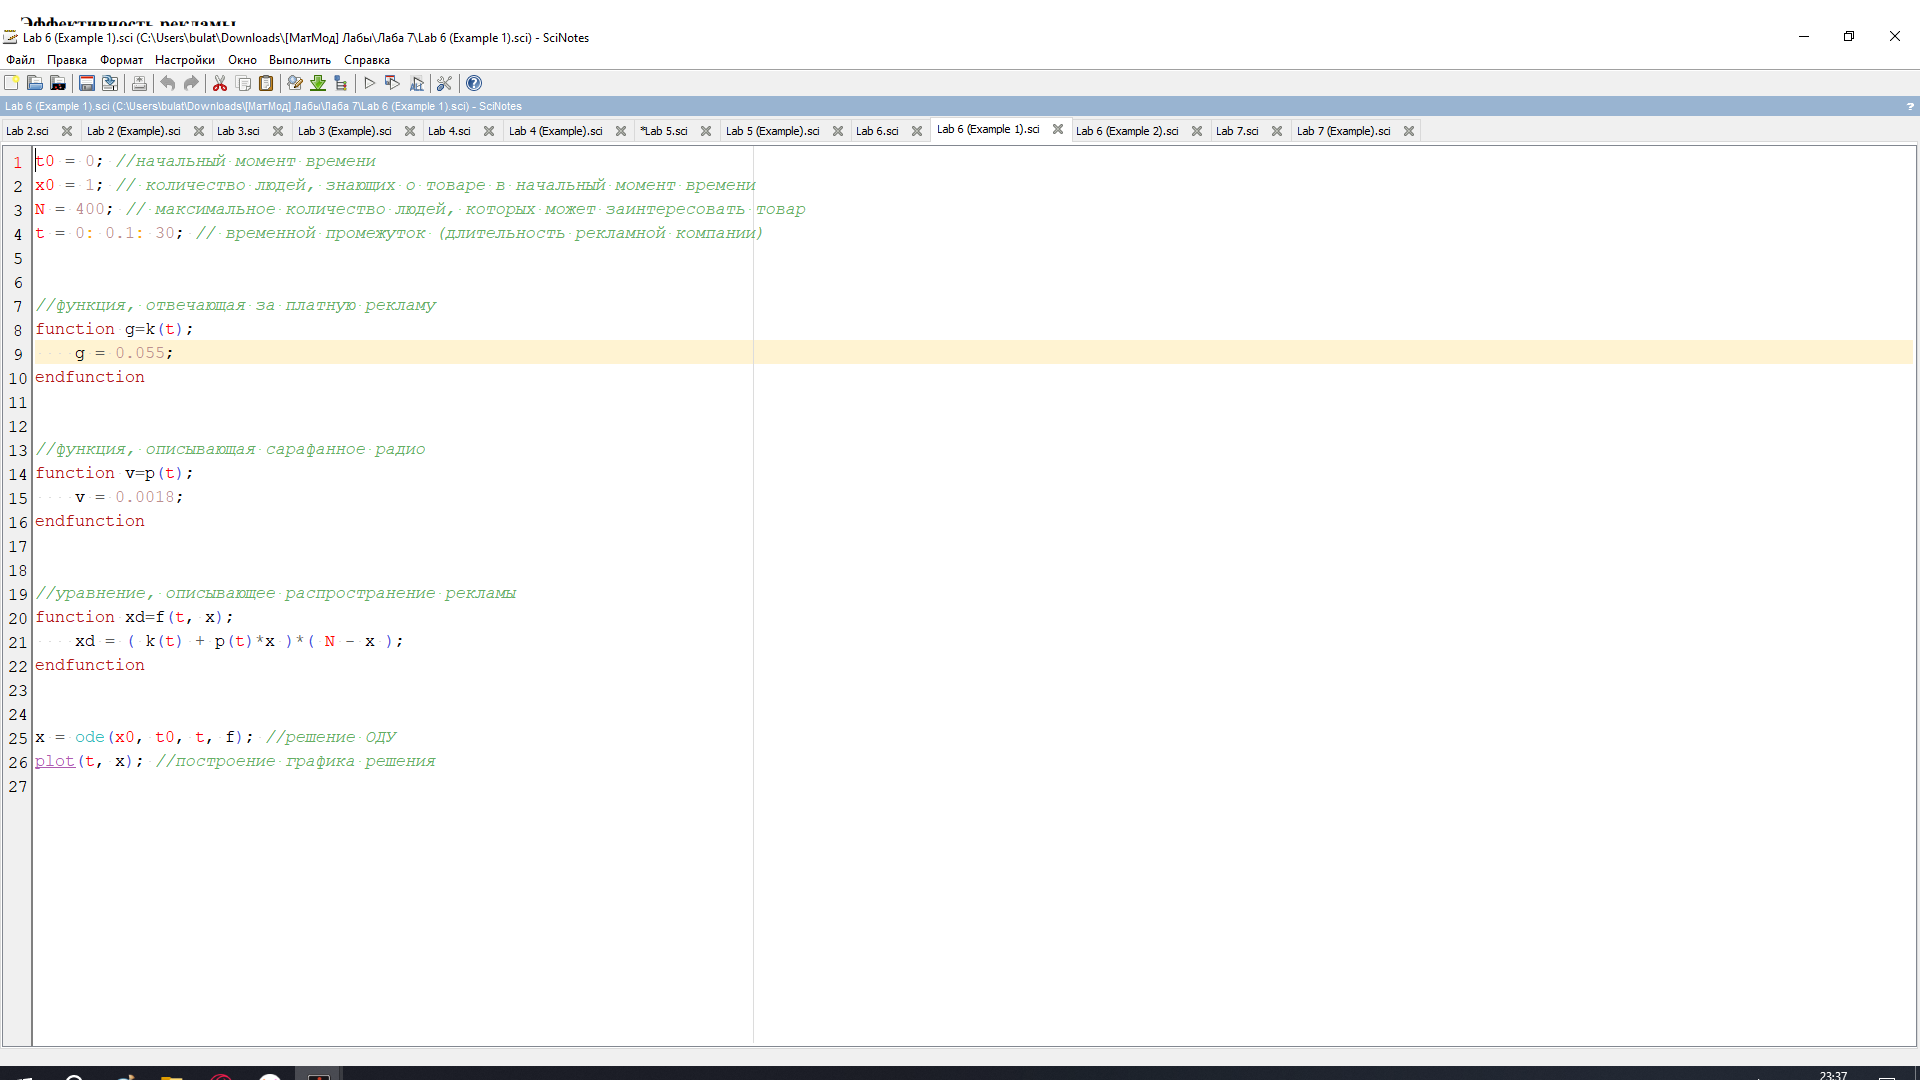 Эффективность рекламы
Lab 6 (Example 1).sci (C:\Users\bulat\Downloads\[МатМод] Лабы\Лаба 7\Lab 6 (Example 1).sci) - SciNotes
Файл Правка Формат Настройки Окно Выполнить Справка
Lab 6 (Example 1).sci (C:\Users\bulat\Downloads\[МатМод] Лабы\Лаба 7\Lab 6 (Example 1).sci) - SciNotes ?
Lab 2.sci Lab 2 (Example).sci Lab 3.sci Lab 3 (Example).sci Lab 4.sci Lab 4 (Example).sci *Lab 5.sci Lab 5 (Example).sci Lab 6.sci Lab 6 (Example 1).sci Lab 6 (Example 2).sci Lab 7.sci Lab 7 (Example).sci
1 t0 = 0; //начальный момент времени
2 x0 = 1; // количество людей, знающих о товаре в начальный момент времени
3 N = 400; // максимальное количество людей, которых может заинтересовать товар
4 t = 0: 0.1: 30; // временной промежуток (длительность рекламной компании)
5
6
7 //функция, отвечающая за платную рекламу
8 function g=k(t);
9 g = 0.055;
10 endfunction
11
12
13 //функция, описывающая сарафанное радио
14 function v=p(t);
15 v = 0.0018;
16 endfunction
17
18
19 //уравнение, описывающее распространение рекламы
20 function xd=f(t, x);
21 xd = ( k(t) + p(t)*x )*( N - x );
22 endfunction
23
24
25 x = ode(x0, t0, t, f); //решение ОДУ
26 plot(t, x); //построение графика решения
27
23:37